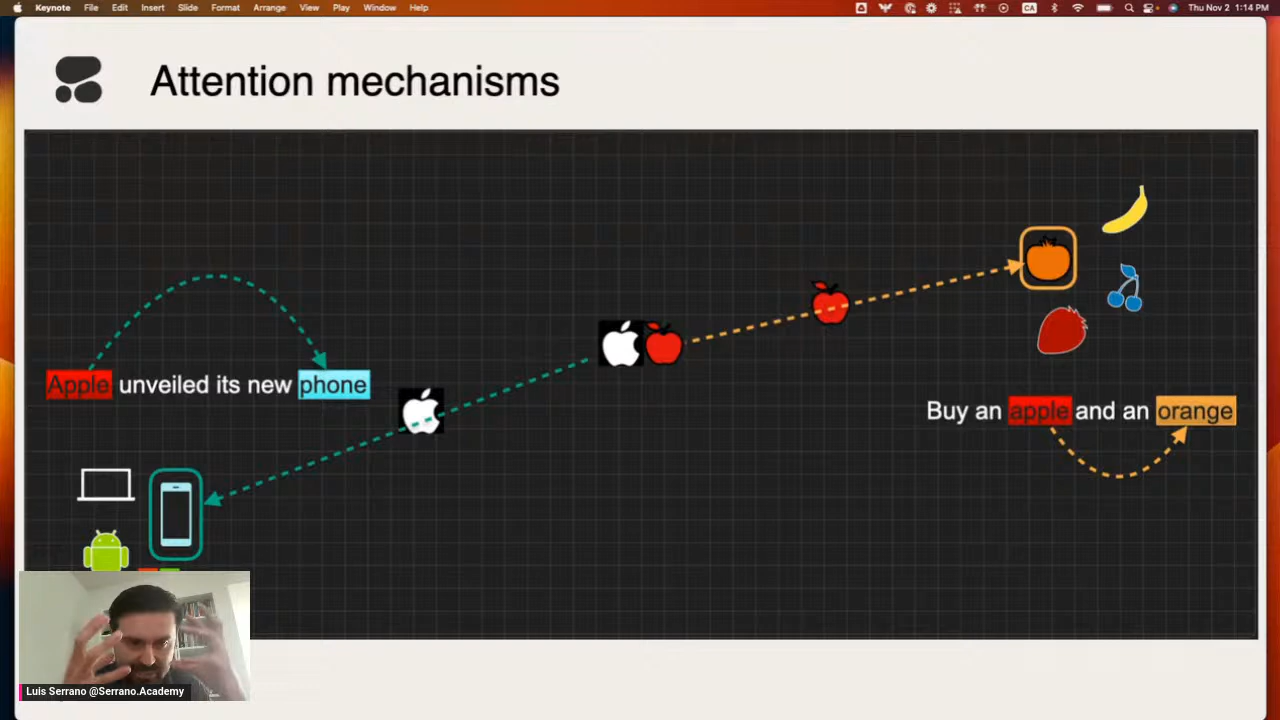 Keynote File Edit Insert Slide Format Arrange View Play Window Help CA Thu Nov 2 1:14 PM
Attention mechanisms
Apple unveiled its new phone
Buy an apple and an orange
Luis Serrano @Serrano.Academy